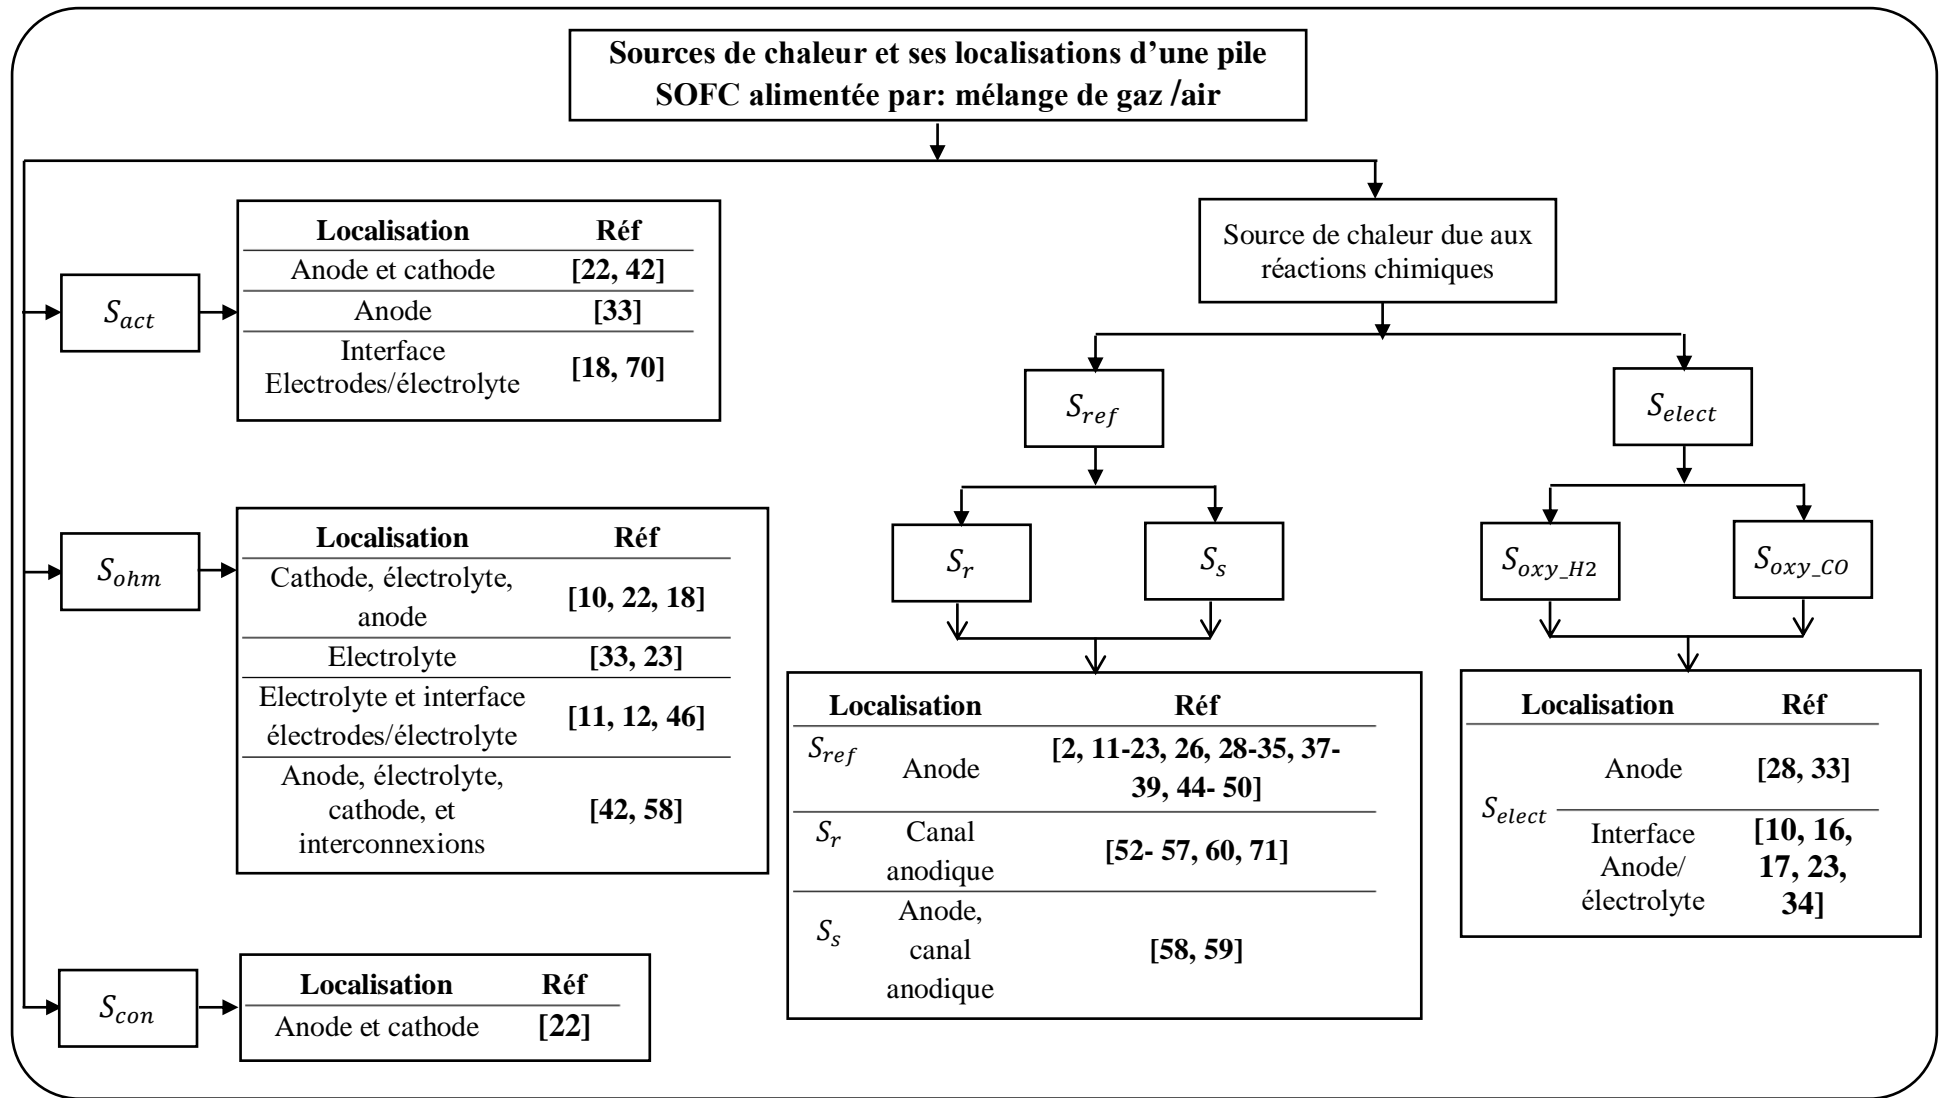 Sources de chaleur et ses localisations d'une pile
SOFC alimentée par: mélange de gaz /air
S_act
Localisation Réf
Anode et cathode [22, 42]
Anode [33]
Interface
Electrodes/électrolyte [18, 70]
S_ohm
Localisation Réf
Cathode, électrolyte,
anode [10, 22, 18]
Electrolyte [33, 23]
Electrolyte et interface
électrodes/électrolyte [11, 12, 46]
Anode, électrolyte,
cathode, et
interconnexions [42, 58]
S_con
Localisation Réf
Anode et cathode [22]
Source de chaleur due aux
réactions chimiques
S_ref
S_elect
S_r
S_s
S_oxy_H2
S_oxy_CO
Localisation Réf
S_ref Anode [2, 11-23, 26, 28-35, 37-
39, 44- 50]
S_r Canal
anodique [52- 57, 60, 71]
S_s Anode,
canal
anodique [58, 59]
Localisation Réf
S_elect Anode [28, 33]
Interface [10, 16,
Anode/ 17, 23,
électrolyte 34]